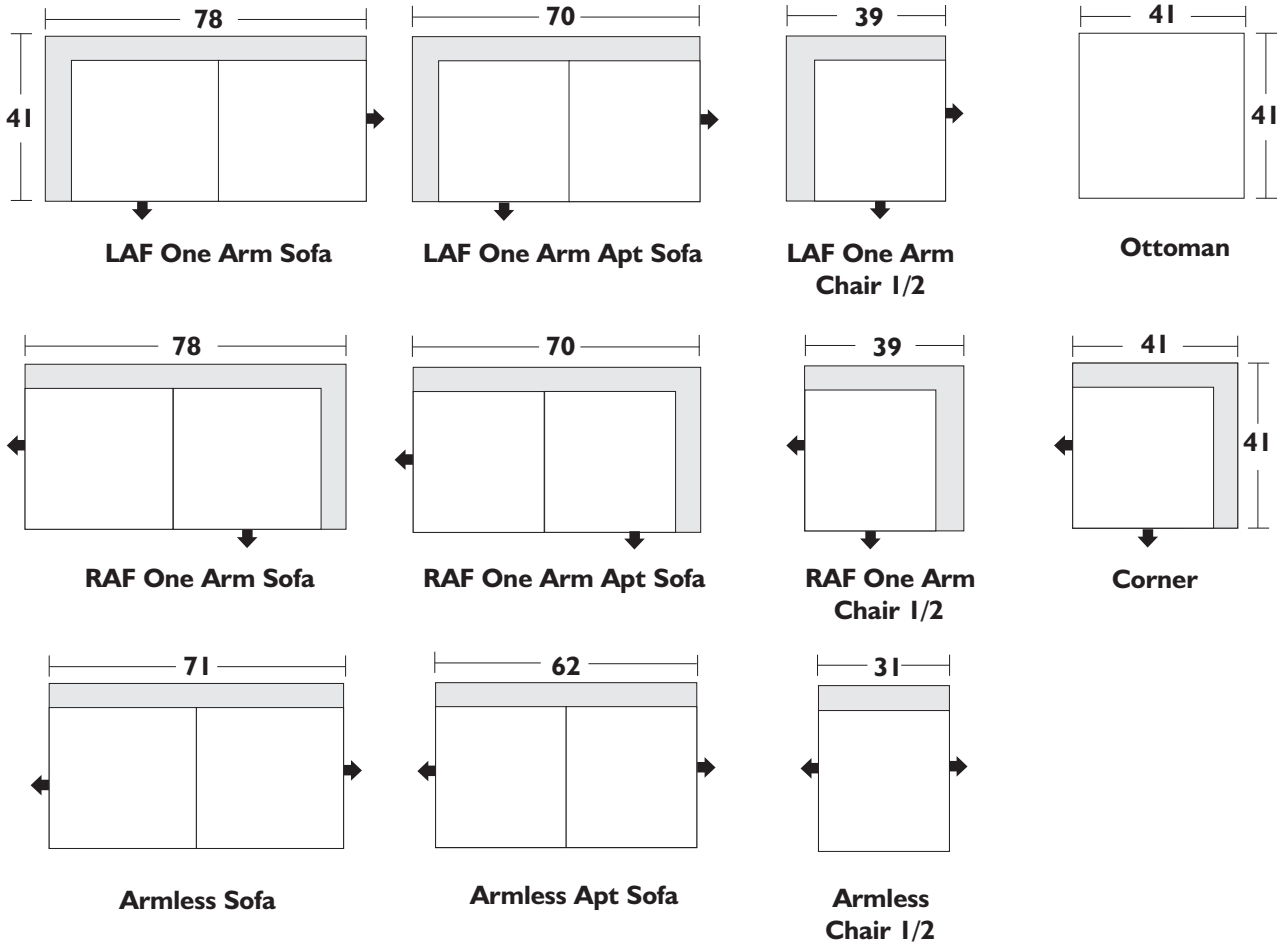 78
70
39
41
41
41
LAF One Arm Sofa
LAF One Arm Apt Sofa
LAF One Arm
Chair 1/2
Ottoman
78
70
39
41
41
RAF One Arm Sofa
RAF One Arm Apt Sofa
RAF One Arm
Chair 1/2
Corner
71
62
31
Armless Sofa
Armless Apt Sofa
Armless
Chair 1/2